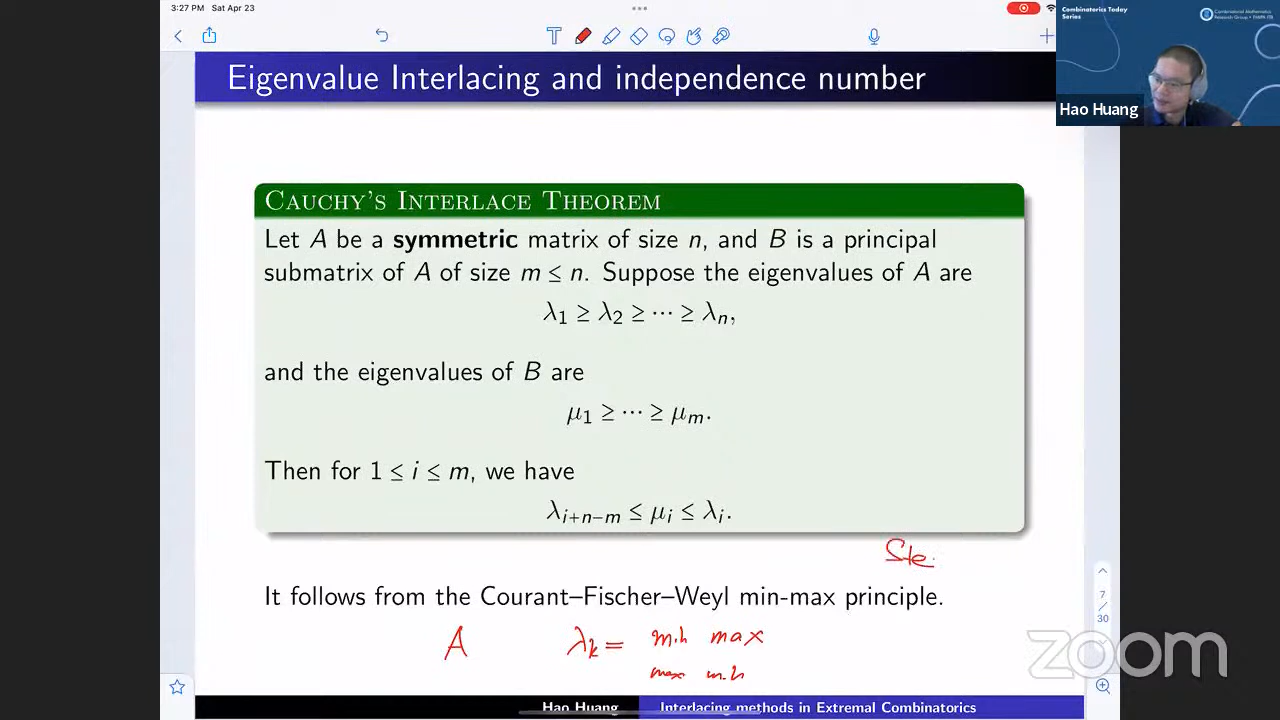 3:27 PM Sat Apr 23
Combinatorics Today
Series
Combinatorial Mathematics
Hao Huang
Eigenvalue Interlacing and independence number
CAUCHY'S INTERLACE THEOREM
Let A be a symmetric matrix of size n, and B is a principal
submatrix of A of size m ≤ n. Suppose the eigenvalues of A are
λ₁ ≥ λ₂ ≥ ⋯ ≥ λₙ,
and the eigenvalues of B are
μ₁ ≥ ⋯ ≥ μₘ.
Then for 1 ≤ i ≤ m, we have
λᵢ₊ₙ₋ₘ ≤ μᵢ ≤ λᵢ.
Ste
It follows from the Courant–Fischer–Weyl min-max principle.
A λₖ = min max
max min
7
/
30
zoom
Hao Huang Interlacing methods in Extremal Combinatorics